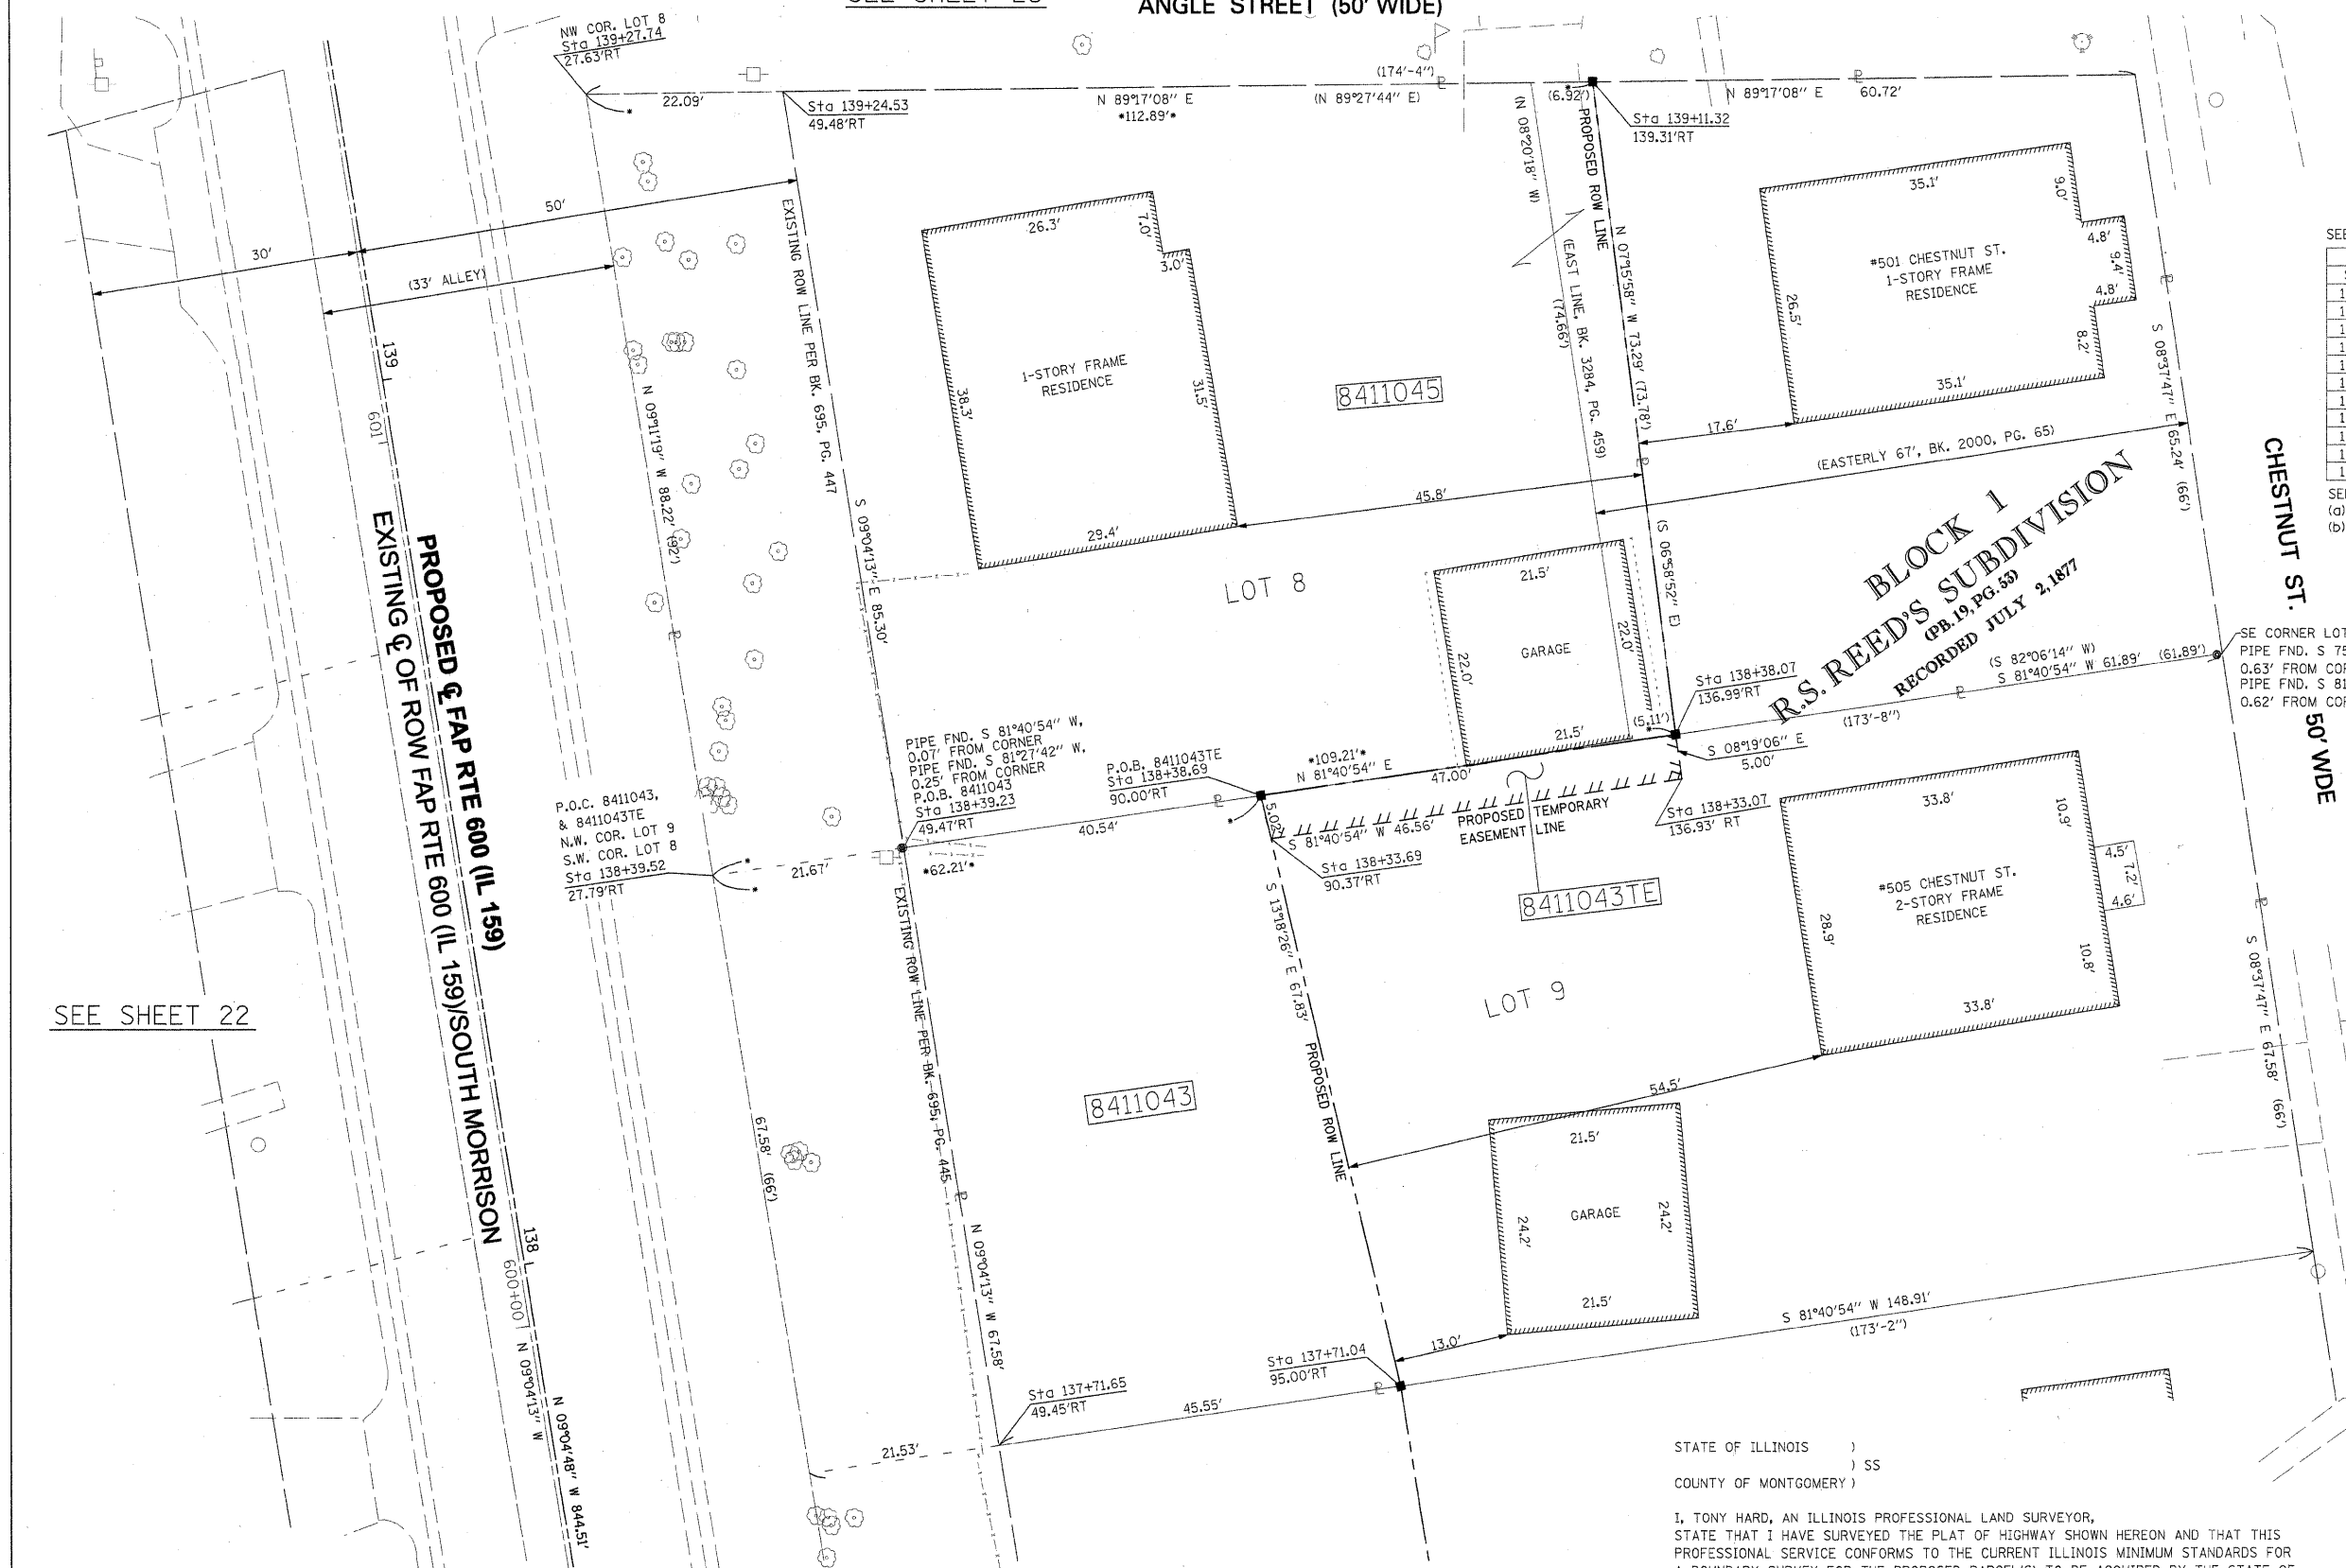 ANGLE STREET (50' WIDE)
NW COR. LOT 8
Sta 139+27.74
27.63'RT
22.09'
Sta 139+24.53
49.48'RT
N 89°17'08" E
*112.89*
(174'-4")
(N 89°27'44" E)
(6.92')
*
Sta 139+11.32
139.31'RT
N 89°17'08" E 60.72'
(N 08°20'18" W)
PROPOSED ROW LINE
N 07°15'58" W 73.29' (73.78')
(EAST LINE, BK. 3284, PG. 459)
(74.66')
30'
50'
(33' ALLEY)
EXISTING ROW LINE PER BK. 695, PG. 447
26.3'
7.0'
3.0'
38.3'
1-STORY FRAME
RESIDENCE
31.5'
29.4'
8411045
35.1'
9.0'
4.8'
9.4'
4.8'
8.2'
#501 CHESTNUT ST.
1-STORY FRAME
RESIDENCE
26.5'
35.1'
17.6'
(EASTERLY 67', BK. 2000, PG. 65)
S 08°37'47" E 65.24' (66')
139
601
N 09°11'19" W 88.22' (92')
S 09°04'13" E 85.30'
45.8'
LOT 8
21.5'
22.0'
GARAGE
22.0'
21.5'
(S 06°58'52" E)
BLOCK 1
R.S. REED'S SUBDIVISION
(PB. 19, PG. 53)
RECORDED JULY 2, 1877
CHESTNUT ST.
50' WDE
PROPOSED ℄ FAP RTE 600 (IL 159)
EXISTING ℄ OF ROW FAP RTE 600 (IL 159)/SOUTH MORRISON
SE CORNER LOT
PIPE FND. S 75
0.63' FROM COR
PIPE FND. S 81
0.62' FROM COR
(S 82°06'14" W)
S 81°40'54" W 61.89' (61.89')
(173'-8")
Sta 138+38.07
136.99'RT
(5.11')
*
S 08°19'06" E
5.00'
PIPE FND. S 81°40'54" W,
0.07' FROM CORNER
PIPE FND. S 81°27'42" W,
0.25' FROM CORNER
P.O.B. 8411043
Sta 138+39.23
49.47'RT
P.O.B. 8411043TE
Sta 138+38.69
90.00'RT
*109.21'*
N 81°40'54" E
47.00'
P.O.C. 8411043,
& 8411043TE
N.W. COR. LOT 9
S.W. COR. LOT 8
Sta 138+39.52
27.79'RT
21.67'
*62.21'*
40.54'
5.02'
S 81°40'54" W 46.56'
PROPOSED TEMPORARY
EASEMENT LINE
Sta 138+33.07
136.93' RT
Sta 138+33.69
90.37'RT
8411043TE
33.8'
10.9'
4.5'
7.2'
4.6'
10.8'
#505 CHESTNUT ST.
2-STORY FRAME
RESIDENCE
28.9'
33.8'
SEE SHEET 22
EXISTING ROW LINE PER BK. 695, PG. 445
S 13°18'26" E 67.83'
PROPOSED ROW LINE
LOT 9
8411043
54.5'
21.5'
24.2'
GARAGE
24.2'
21.5'
13.0'
S 08°37'47" E 67.58' (66')
67.58' (66')
N 09°04'13" W 67.58'
138
600+00
N 09°04'13" W
N 09°04'48" W 844.51'
S 81°40'54" W 148.91'
(173'-2")
Sta 137+71.04
95.00'RT
Sta 137+71.65
49.45'RT
45.55'
21.53'
STATE OF ILLINOIS )
) SS
COUNTY OF MONTGOMERY )
I, TONY HARD, AN ILLINOIS PROFESSIONAL LAND SURVEYOR,
STATE THAT I HAVE SURVEYED THE PLAT OF HIGHWAY SHOWN HEREON AND THAT THIS
PROFESSIONAL SERVICE CONFORMS TO THE CURRENT ILLINOIS MINIMUM STANDARDS FOR